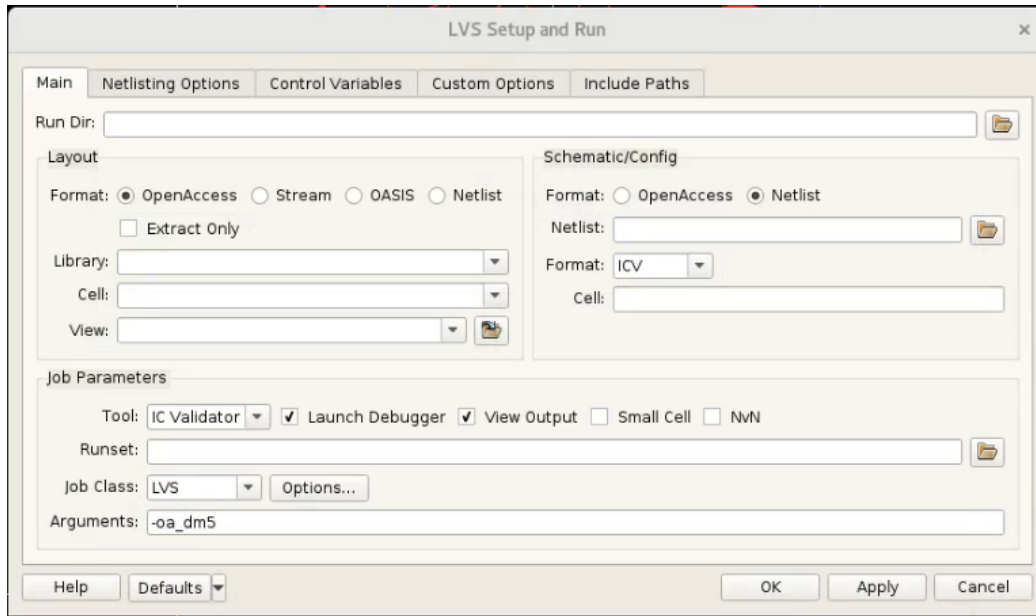 LVS Setup and Run
Main Netlisting Options Control Variables Custom Options Include Paths
Run Dir:
Layout
Format: OpenAccess Stream OASIS Netlist
Extract Only
Library:
Cell:
View:
Schematic/Config
Format: OpenAccess Netlist
Netlist:
Format: ICV
Cell:
Job Parameters
Tool: IC Validator Launch Debugger View Output Small Cell NvN
Runset:
Job Class: LVS Options...
Arguments: -oa_dm5
Help Defaults OK Apply Cancel